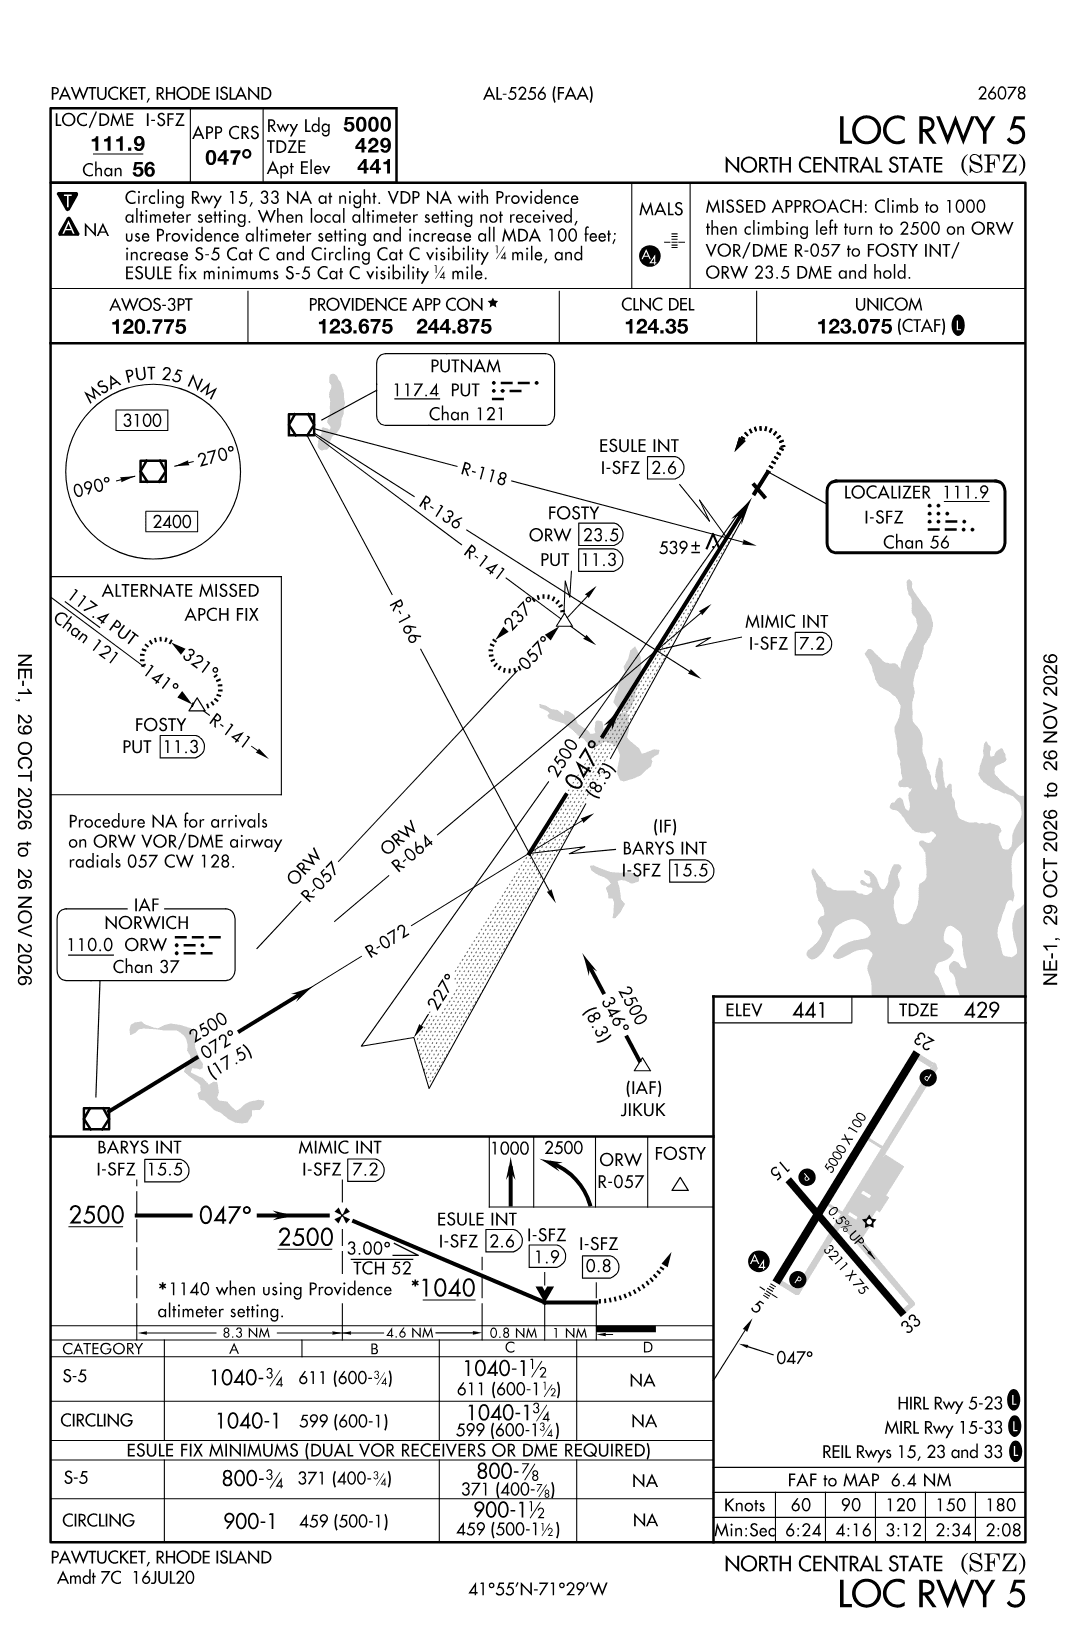 PAWTUCKET, RHODE ISLAND
AL-5256 (FAA)
26078
LOC RWY 5
NORTH CENTRAL STATE (SFZ)
LOC/DME I-SFZ
111.9
Chan 56
APP CRS
047°
Rwy Ldg 5000
TDZE 429
Apt Elev 441
T
A NA
Circling Rwy 15, 33 NA at night. VDP NA with Providence
altimeter setting. When local altimeter setting not received,
use Providence altimeter setting and increase all MDA 100 feet;
increase S-5 Cat C and Circling Cat C visibility ¼ mile, and
ESULE fix minimums S-5 Cat C visibility ¼ mile.
MALS
A4
MISSED APPROACH: Climb to 1000
then climbing left turn to 2500 on ORW
VOR/DME R-057 to FOSTY INT/
ORW 23.5 DME and hold.
AWOS-3PT
120.775
PROVIDENCE APP CON ★
123.675 244.875
CLNC DEL
124.35
UNICOM
123.075 (CTAF) L
MSA PUT 25 NM
3100
270°
090°
2400
PUTNAM
117.4 PUT
Chan 121
R-118
R-136
R-141
R-166
ESULE INT
I-SFZ 2.6
FOSTY
ORW 23.5
PUT 11.3
539±
LOCALIZER 111.9
I-SFZ
Chan 56
237°
057°
MIMIC INT
I-SFZ 7.2
ALTERNATE MISSED
APCH FIX
117.4 PUT
Chan 121
321°
141°
R-141
FOSTY
PUT 11.3
2500
047°
(8.3)
Procedure NA for arrivals
on ORW VOR/DME airway
radials 057 CW 128.
ORW
R-057
ORW
R-064
(IF)
BARYS INT
I-SFZ 15.5
IAF
NORWICH
110.0 ORW
Chan 37
R-072
227°
2500
072°
(17.5)
2500
346°
(8.3)
(IAF)
JIKUK
NE-1, 29 OCT 2026 to 26 NOV 2026
NE-1, 29 OCT 2026 to 26 NOV 2026
ELEV 441
TDZE 429
23
P
5000 X 100
15
P
0.5% UP
3211 X 75
A4
P
5
33
047°
HIRL Rwy 5-23 L
MIRL Rwy 15-33 L
REIL Rwys 15, 23 and 33 L
FAF to MAP 6.4 NM
Knots 60 90 120 150 180
Min:Sec 6:24 4:16 3:12 2:34 2:08
BARYS INT
I-SFZ 15.5
MIMIC INT
I-SFZ 7.2
1000
2500
ORW
R-057
FOSTY
2500
047°
2500
3.00°
TCH 52
ESULE INT
I-SFZ 2.6
I-SFZ
1.9
I-SFZ
0.8
*1140 when using Providence
altimeter setting.
*1040
8.3 NM 4.6 NM 0.8 NM 1 NM
CATEGORY A B C D
S-5 1040-¾ 611 (600-¾) 1040-1½ 611 (600-1½) NA
CIRCLING 1040-1 599 (600-1) 1040-1¾ 599 (600-1¾) NA
ESULE FIX MINIMUMS (DUAL VOR RECEIVERS OR DME REQUIRED)
S-5 800-¾ 371 (400-¾) 800-⅞ 371 (400-⅞) NA
CIRCLING 900-1 459 (500-1) 900-1½ 459 (500-1½) NA
PAWTUCKET, RHODE ISLAND
Amdt 7C 16JUL20
41°55'N-71°29'W
NORTH CENTRAL STATE (SFZ)
LOC RWY 5